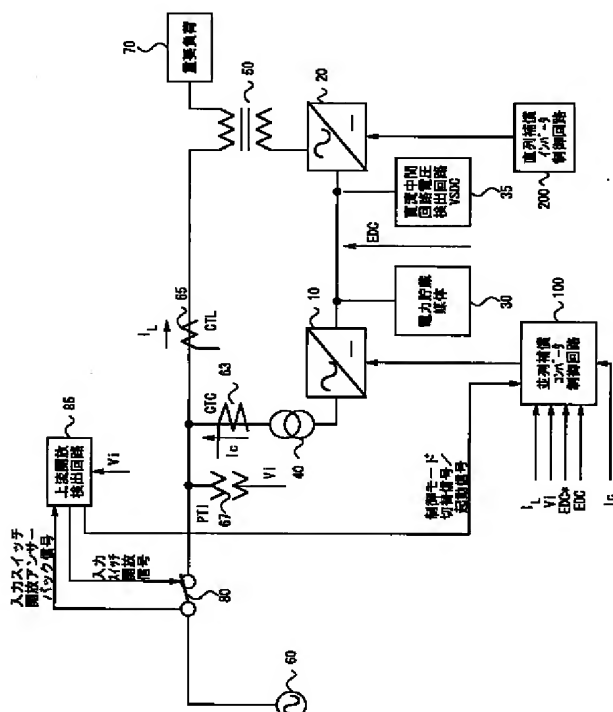 70
重要負荷
50
20
直列補償
インバータ
制御回路
200
直流中間
回路電圧
検出回路
VSDC
35
EDC
65
IL
CTL
10
電力貯蔵
媒体
30
100
並列補償
コンバータ
制御回路
63
CTC
Ic
40
85
上流開放
検出回路
Vi
PTI
67
Vi
制御モード
切替信号/
起動信号
IL
Vi
EDC*
EDC
Ic
入力スイッチ
開放アンサー
バック信号
入力
スイッチ
開放
信号
80
60